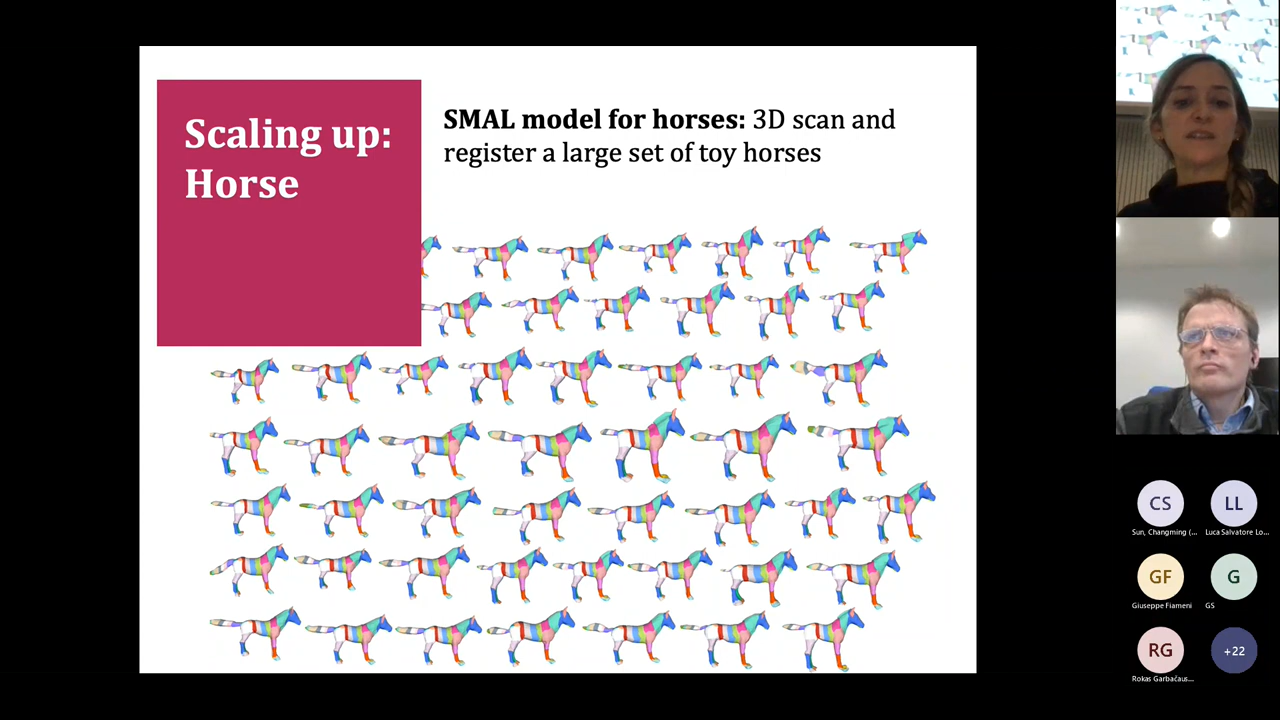 Scaling up:
Horse
SMAL model for horses: 3D scan and
register a large set of toy horses
CS
LL
Sun, Changming (...
Luca Salvatore Lo...
GF
G
Giuseppe Fiameni
GS
RG
+22
Rokas Garbačaus...